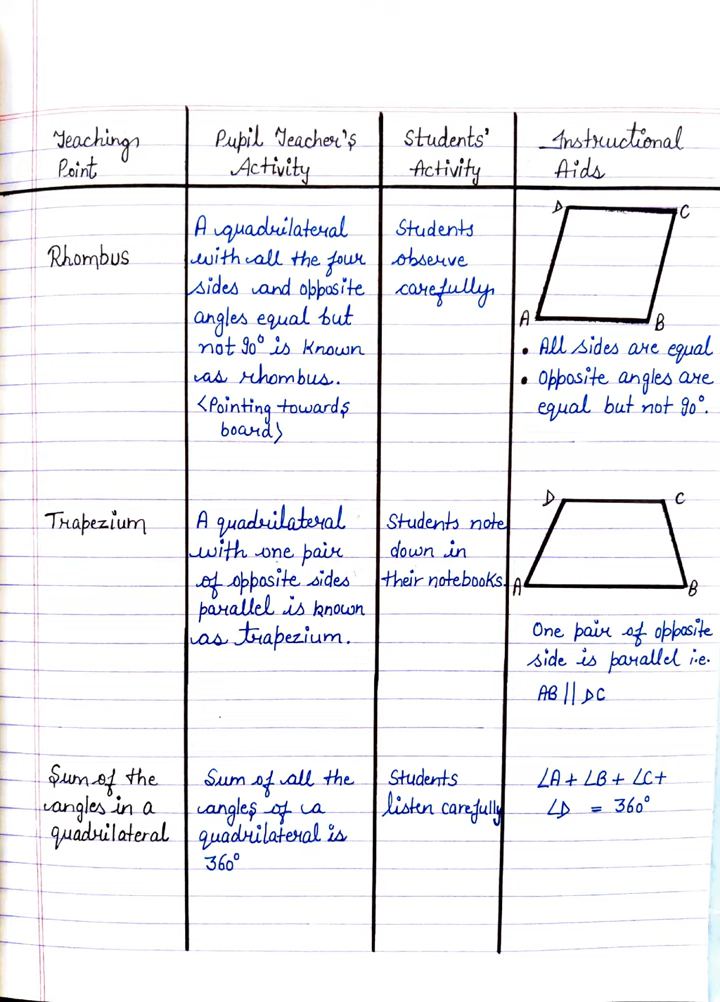 Teaching Point
Pupil Teacher's Activity
Students' Activity
Instructional Aids
Rhombus
A quadrilateral
with all the four
sides and opposite
angles equal but
not 90° is known
as rhombus.
<Pointing towards
board>
Students
observe
carefully
D
C
A
B
• All sides are equal
• Opposite angles are
equal but not 90°.
Trapezium
A quadrilateral
with one pair
of opposite sides
parallel is known
as trapezium.
Students note
down in
their notebooks.
D
C
A
B
One pair of opposite
side is parallel i.e.
AB || DC
Sum of the
angles in a
quadrilateral
Sum of all the
angles of a
quadrilateral is
360°
Students
listen carefully
∠A + ∠B + ∠C +
∠D = 360°